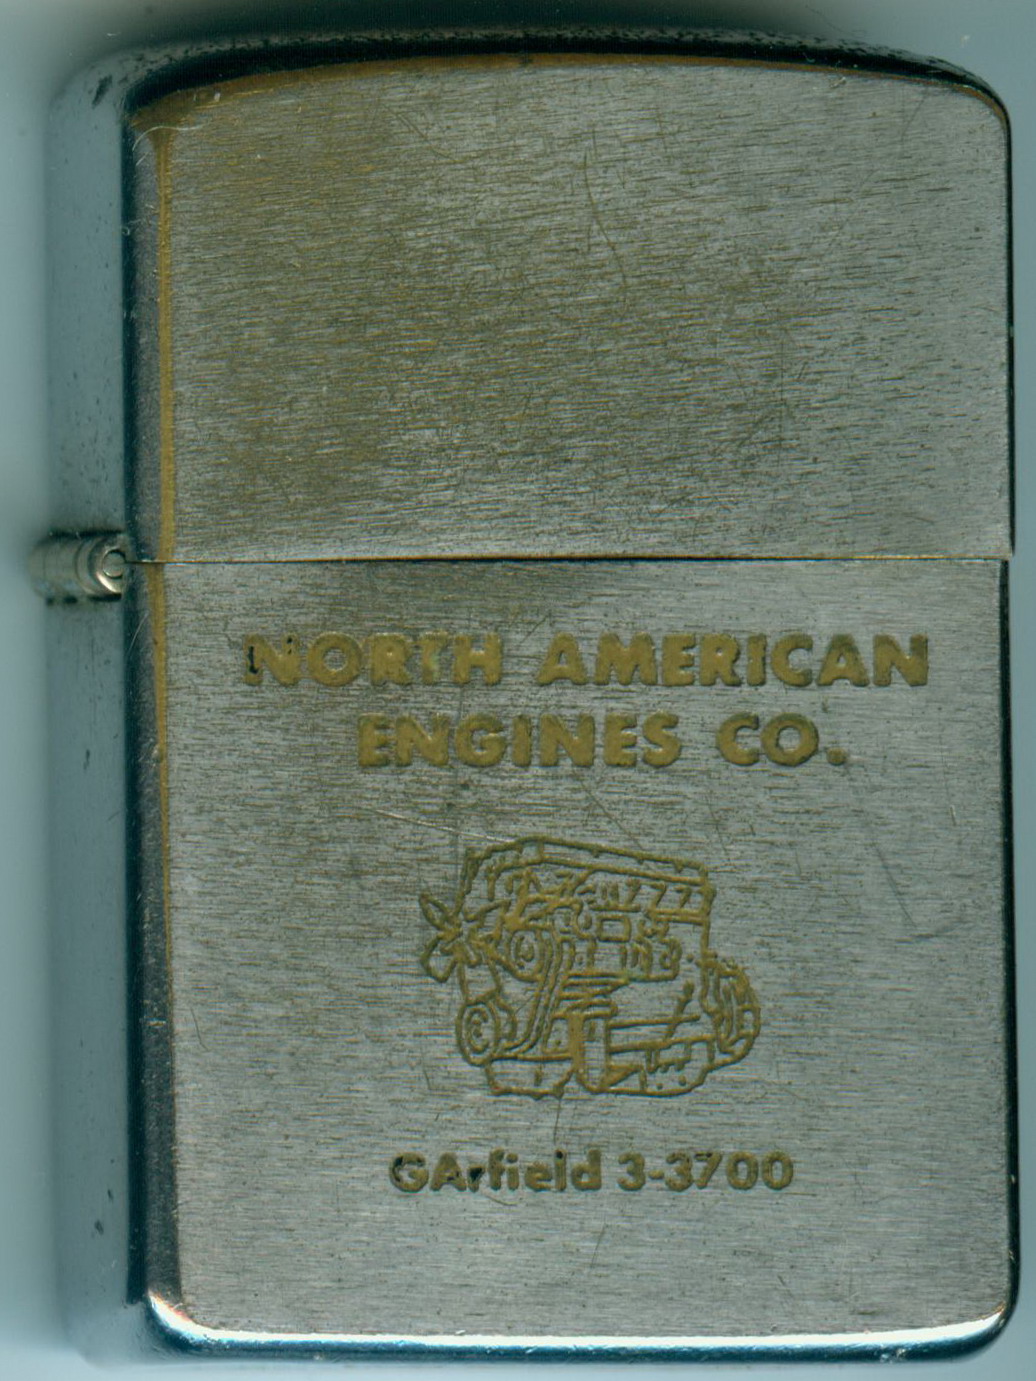 NORTH AMERICAN
ENGINES CO.
GArfield 3-3700